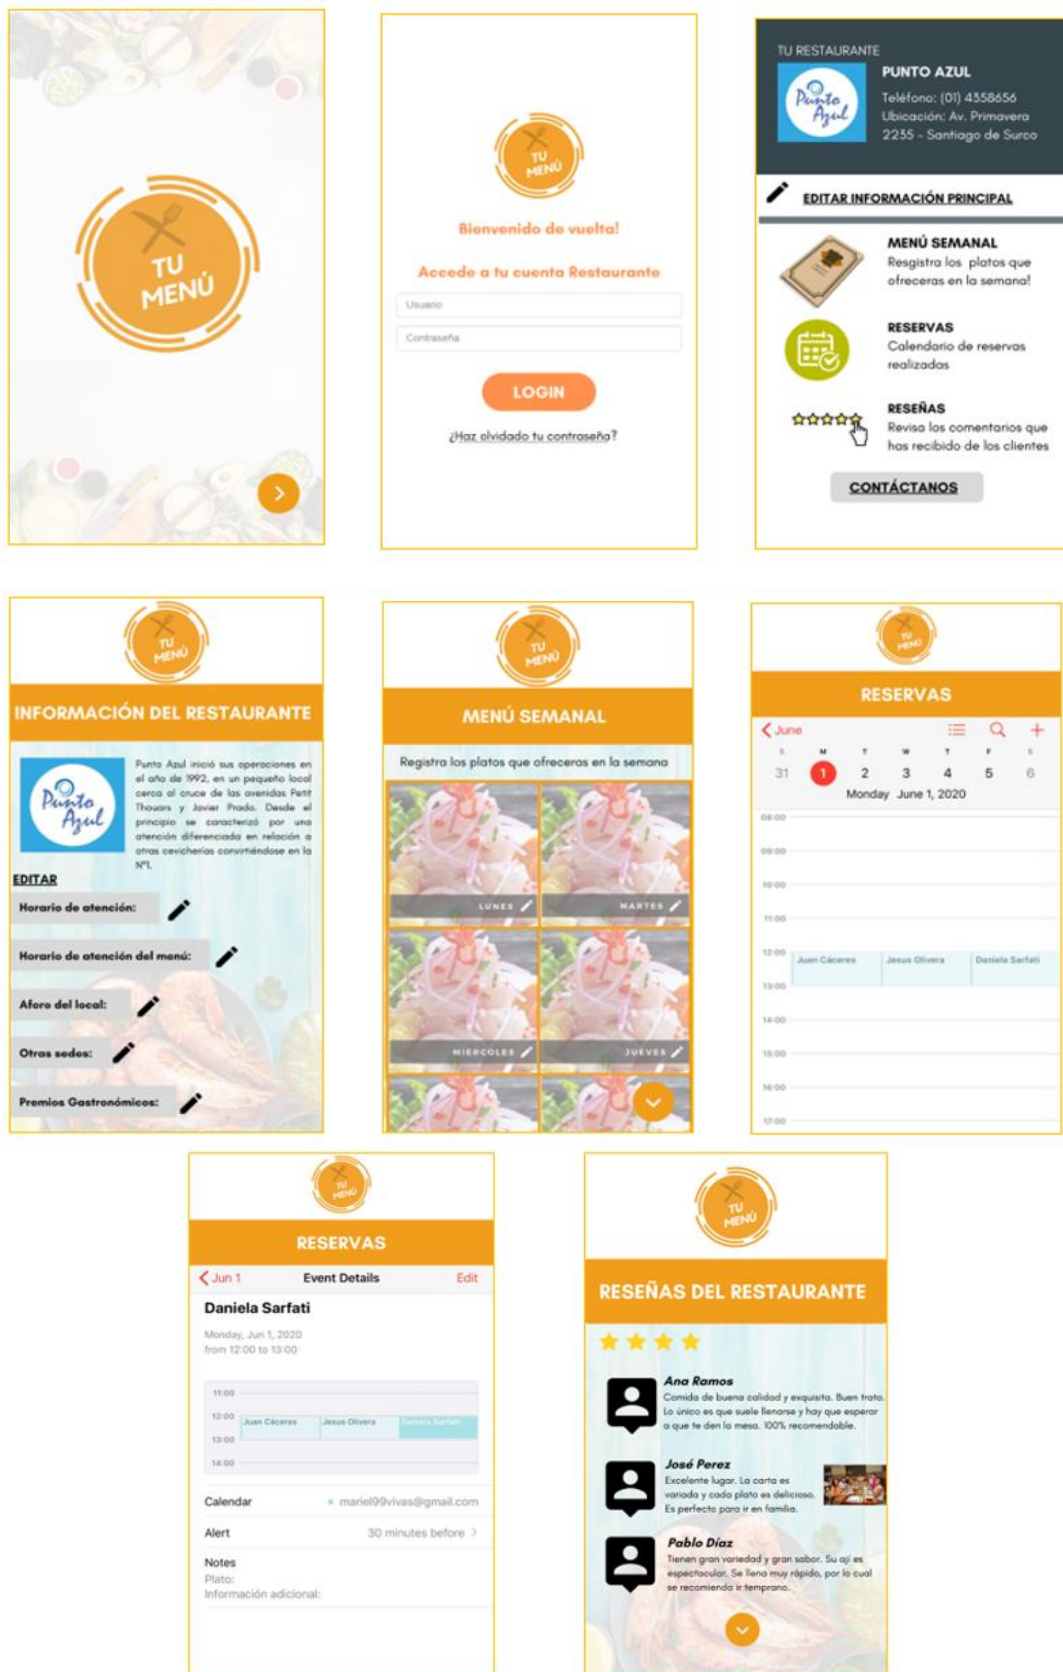 TU
MENÚ
TU
MENÚ
Bienvenido de vuelta!
Accede a tu cuenta Restaurante
Usuario
Contraseña
LOGIN
¿Haz olvidado tu contraseña?
TU RESTAURANTE
Punto
Azul
PUNTO AZUL
Teléfono: (01) 4358656
Ubicación: Av. Primavera
2235 - Santiago de Surco
EDITAR INFORMACIÓN PRINCIPAL
MENÚ SEMANAL
Resgistra los platos que
ofreceras en la semana!
RESERVAS
Calendario de reservas
realizadas
RESEÑAS
Revisa los comentarios que
has recibido de los clientes
CONTÁCTANOS
TU
MENÚ
INFORMACIÓN DEL RESTAURANTE
Punto
Azul
Punto Azul inició sus operaciones en
el año de 1992, en un pequeño local
cerca al cruce de las avenidas Petit
Thouars y Javier Prado. Desde el
principio se caracterizó por una
atención diferenciada en relación a
otras cevicherías convirtiéndose en la
N°1.
EDITAR
Horario de atención:
Horario de atención del menú:
Aforo del local:
Otras sedes:
Premios Gastronómicos:
TU
MENÚ
MENÚ SEMANAL
Registra los platos que ofreceras en la semana
LUNES
MARTES
MIERCOLES
JUEVES
TU
MENÚ
RESERVAS
June
S M T W T F S
31 1 2 3 4 5 6
Monday June 1, 2020
08:00
09:00
10:00
11:00
12:00
Juan Cáceres
Jesus Olivera
Daniela Sarfati
13:00
14:00
15:00
16:00
17:00
TU
MENÚ
RESERVAS
Jun 1
Event Details
Edit
Daniela Sarfati
Monday, Jun 1, 2020
from 12:00 to 13:00
11:00
12:00
Juan Cáceres
Jesus Olivera
Daniela Sarfati
13:00
14:00
Calendar
mariel99vivas@gmail.com
Alert
30 minutes before
Notes
Plato:
Información adicional:
TU
MENÚ
RESEÑAS DEL RESTAURANTE
Ana Ramos
Comida de buena calidad y exquisita. Buen trato.
Lo único es que suele llenarse y hay que esperar
a que te den la mesa. 100% recomendable.
José Perez
Excelente lugar. La carta es
variada y cada plato es delicioso.
Es perfecto para ir en familia.
Pablo Díaz
Tienen gran variedad y gran sabor. Su ají es
espectacular. Se llena muy rápido, por lo cual
se recomienda ir temprano.